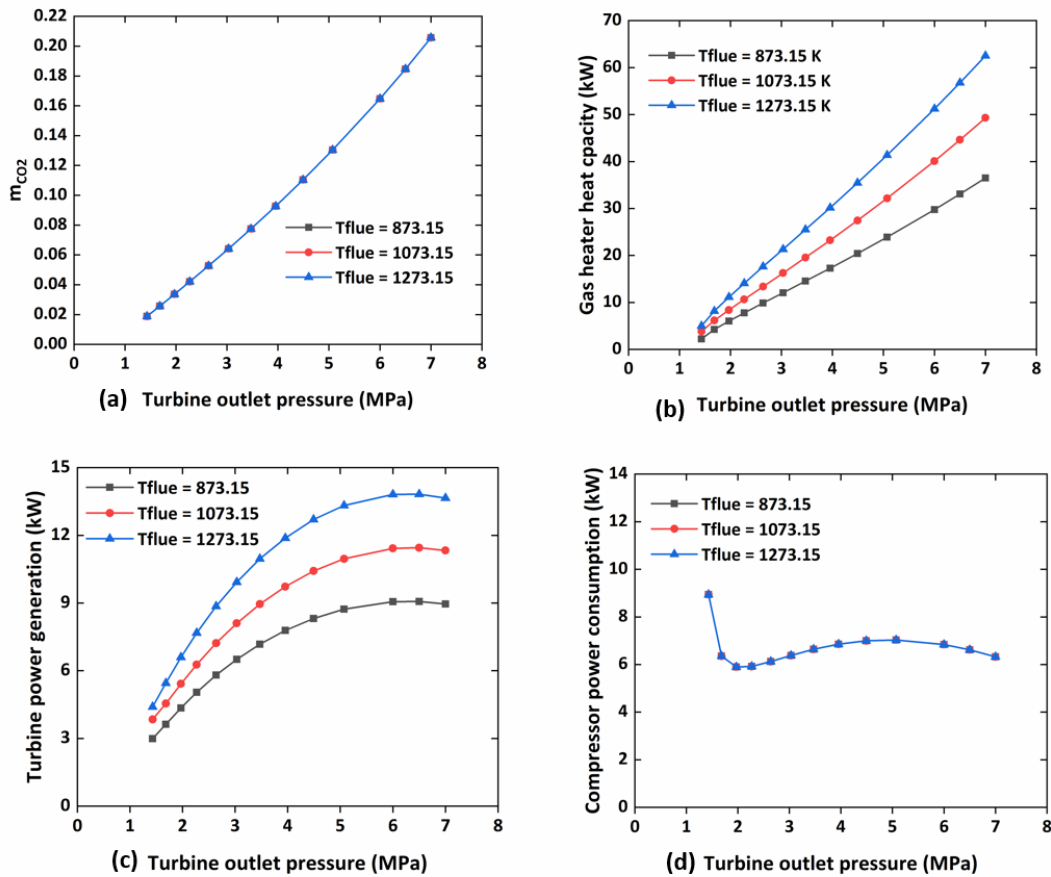 0.22
0.20
0.18
0.16
0.14
0.12
0.10
0.08
0.06
0.04
0.02
0.00
m_CO2
Tflue = 873.15
Tflue = 1073.15
Tflue = 1273.15
0 1 2 3 4 5 6 7 8
(a) Turbine outlet pressure (MPa)
70
60
50
40
30
20
10
0
Gas heater heat cpacity (kW)
Tflue = 873.15 K
Tflue = 1073.15 K
Tflue = 1273.15 K
0 1 2 3 4 5 6 7 8
(b) Turbine outlet pressure (MPa)
15
12
9
6
3
0
Turbine power generation (kW)
Tflue = 873.15
Tflue = 1073.15
Tflue = 1273.15
0 1 2 3 4 5 6 7 8
(c) Turbine outlet pressure (MPa)
14
12
10
8
6
4
2
0
Compressor power consumption (kW)
Tflue = 873.15
Tflue = 1073.15
Tflue = 1273.15
0 1 2 3 4 5 6 7 8
(d) Turbine outlet pressure (MPa)